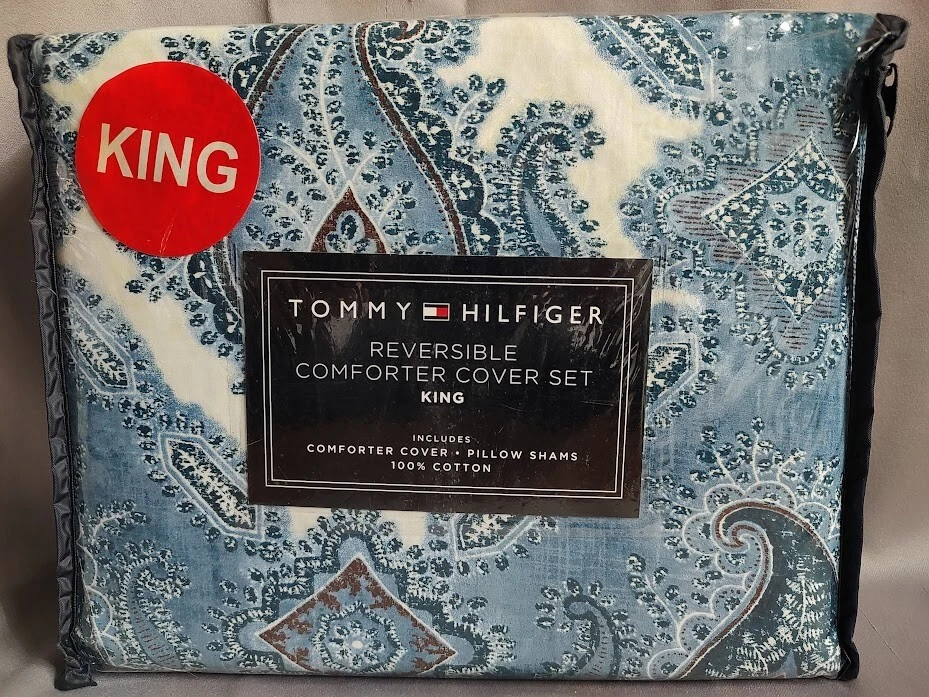 KING
TOMMY HILFIGER
REVERSIBLE
COMFORTER COVER SET
KING
INCLUDES
COMFORTER COVER • PILLOW SHAMS
100% COTTON